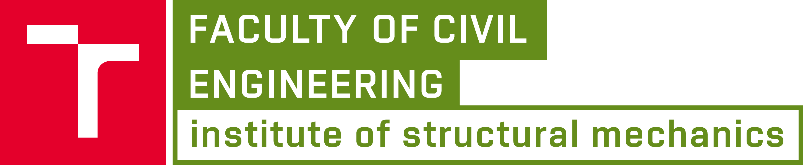 FACULTY OF CIVIL
ENGINEERING
institute of structural mechanics